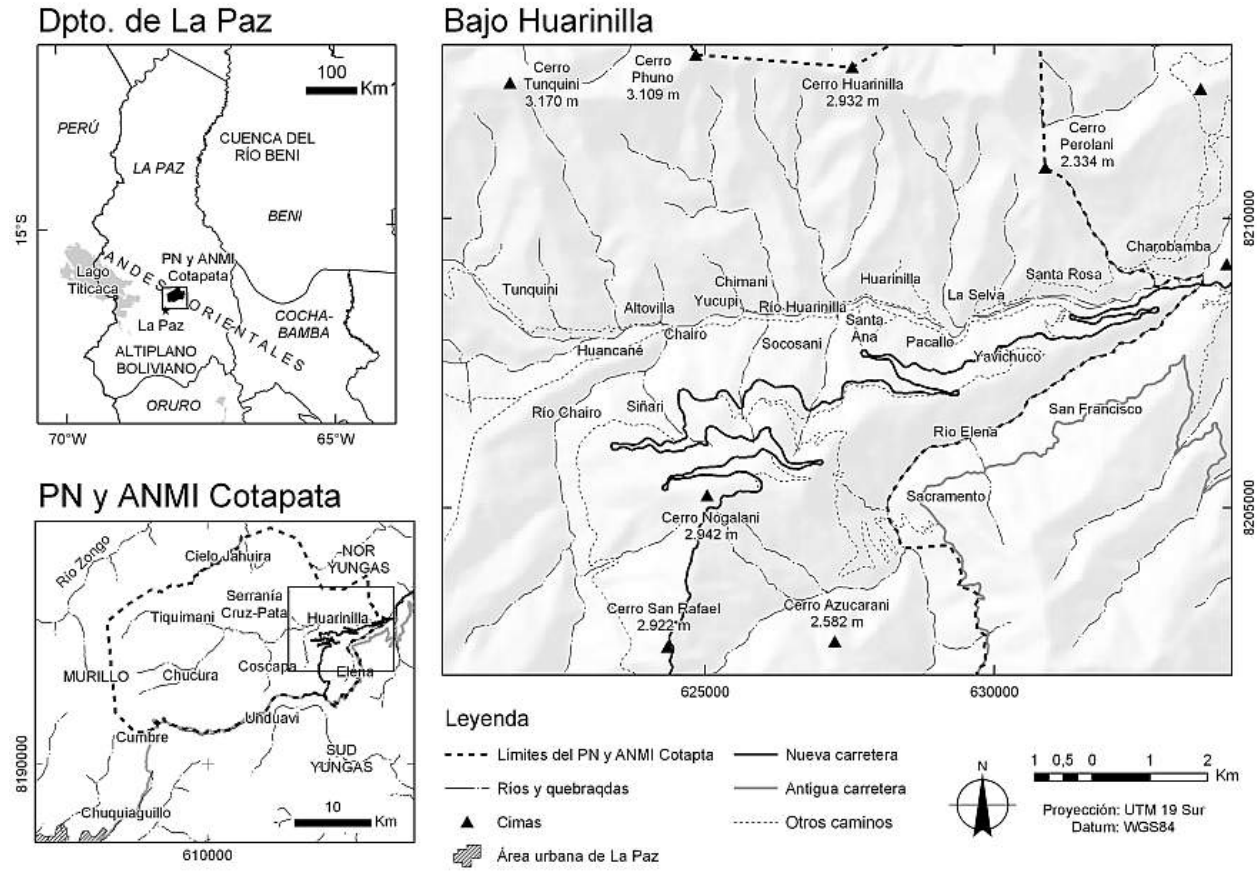 Dpto. de La Paz
100
Km
PERÚ
LA PAZ
CUENCA DEL
RÍO BENI
BENI
15°S
ANDES ORIENTALES
PN y ANMI
Cotapata
Lago
Titicaca
La Paz
COCHA-
BAMBA
ALTIPLANO
BOLIVIANO
ORURO
70°W
65°W
PN y ANMI Cotapata
Río Zongo
Cielo Jahuira
NOR
YUNGAS
Serranía
Cruz-Pata
Huarinilla
Tiquimani
Coscapa
Elena
MURILLO
Chucura
Unduavi
Cumbre
SUD
YUNGAS
8190000
Chuquiaguillo
10
Km
610000
Bajo Huarinilla
Cerro
Tunquini
3.170 m
Cerro
Phuno
3.109 m
Cerro Huarinilla
2.932 m
Cerro
Perolani
2.334 m
8210000
Charobamba
Tunquini
Altovilla
Chimani
Yucupi
Río Huarinilla
Huarinilla
La Selva
Santa Rosa
Huancané
Chairo
Socosani
Santa
Ana
Pacallo
Yavichuco
Río Chairo
Siñari
San Francisco
Río Elena
Sacramento
8205000
Cerro Nogalani
2.942 m
Cerro San Rafael
2.922 m
Cerro Azucarani
2.582 m
625000
630000
Leyenda
Límites del PN y ANMI Cotapta
Ríos y quebraqdas
Cimas
Área urbana de La Paz
Nueva carretera
Antigua carretera
Otros caminos
N
1 0,5 0 1 2
Km
Proyección: UTM 19 Sur
Datum: WGS84